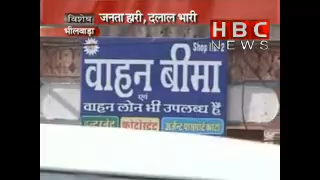 विशेष
जनता हारी, दलाल भारी
भीलवाड़ा
HBC
NEWS
Shop
वाहन बीमा
एवं
वाहन लोन भी उपलब्ध है
फोटोस्टेट